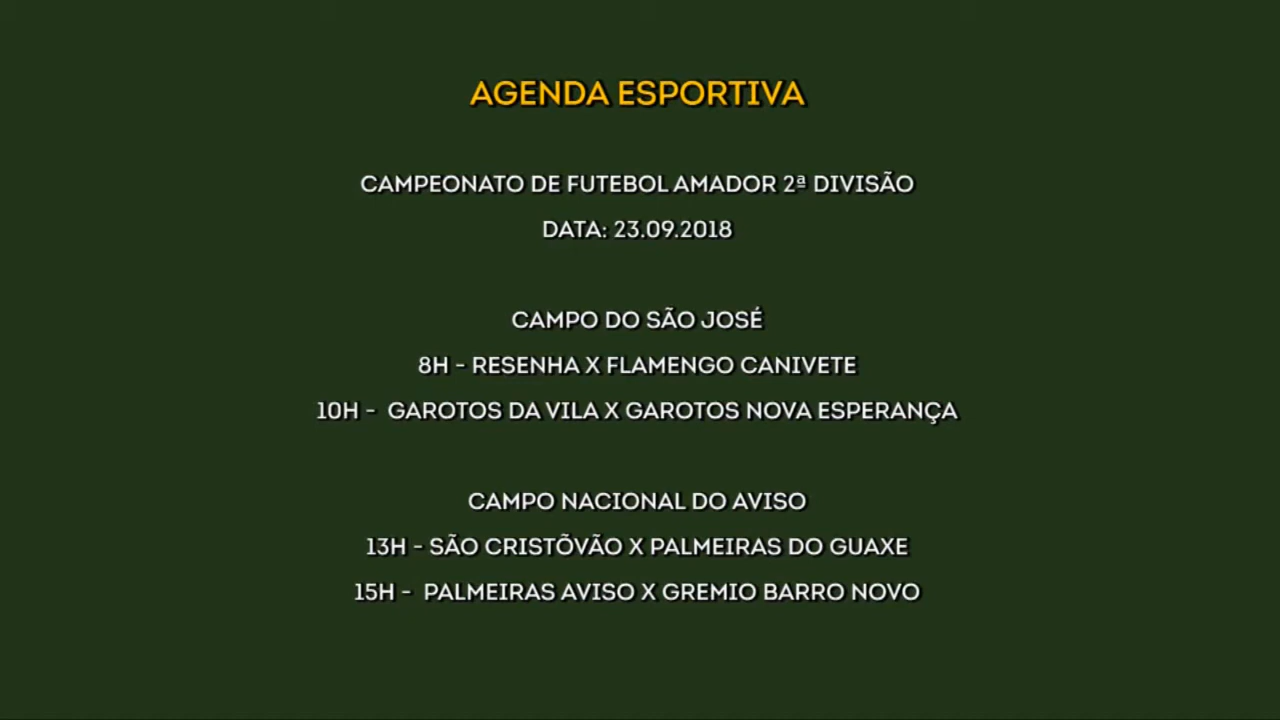 AGENDA ESPORTIVA
CAMPEONATO DE FUTEBOL AMADOR 2ª DIVISÃO
DATA: 23.09.2018
CAMPO DO SÃO JOSÉ
8H - RESENHA X FLAMENGO CANIVETE
10H - GAROTOS DA VILA X GAROTOS NOVA ESPERANÇA
CAMPO NACIONAL DO AVISO
13H - SÃO CRISTÕVÃO X PALMEIRAS DO GUAXE
15H - PALMEIRAS AVISO X GREMIO BARRO NOVO